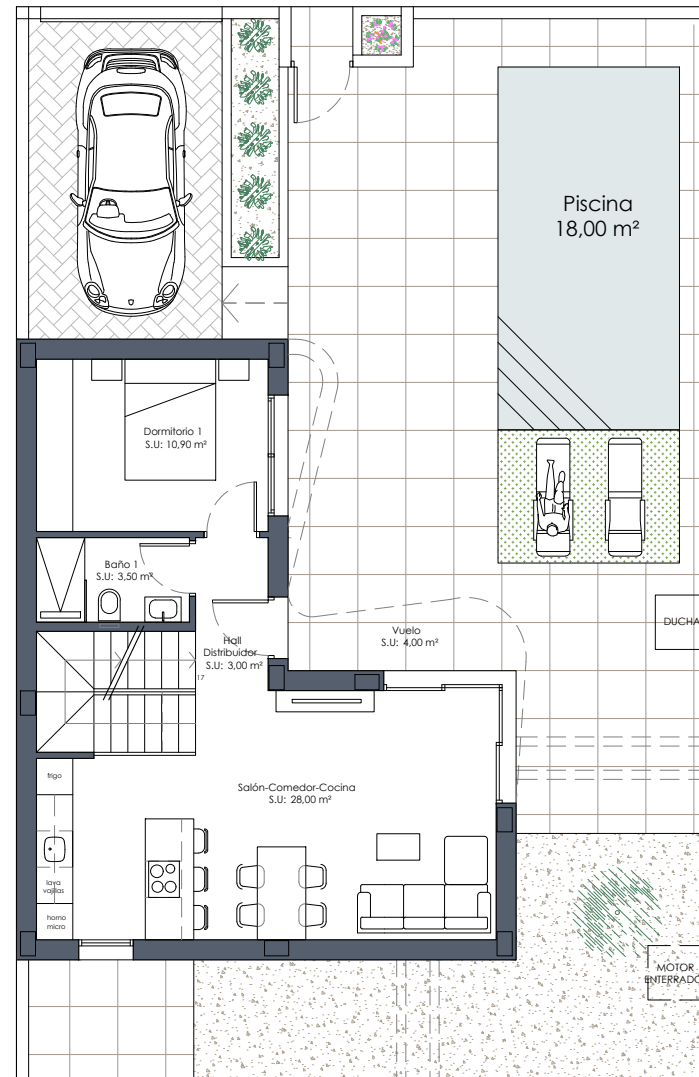 Piscina
18,00 m²
Dormitorio 1
S.U: 10,90 m²
Baño 1
S.U: 3,50 m²
DUCHA
Hall
Distribuidor
S.U: 3,00 m²
Vuelo
S.U: 4,00 m²
17
frigo
Salón-Comedor-Cocina
S.U: 28,00 m²
lava
vajillas
horno
micro
MOTOR
ENTERRADO